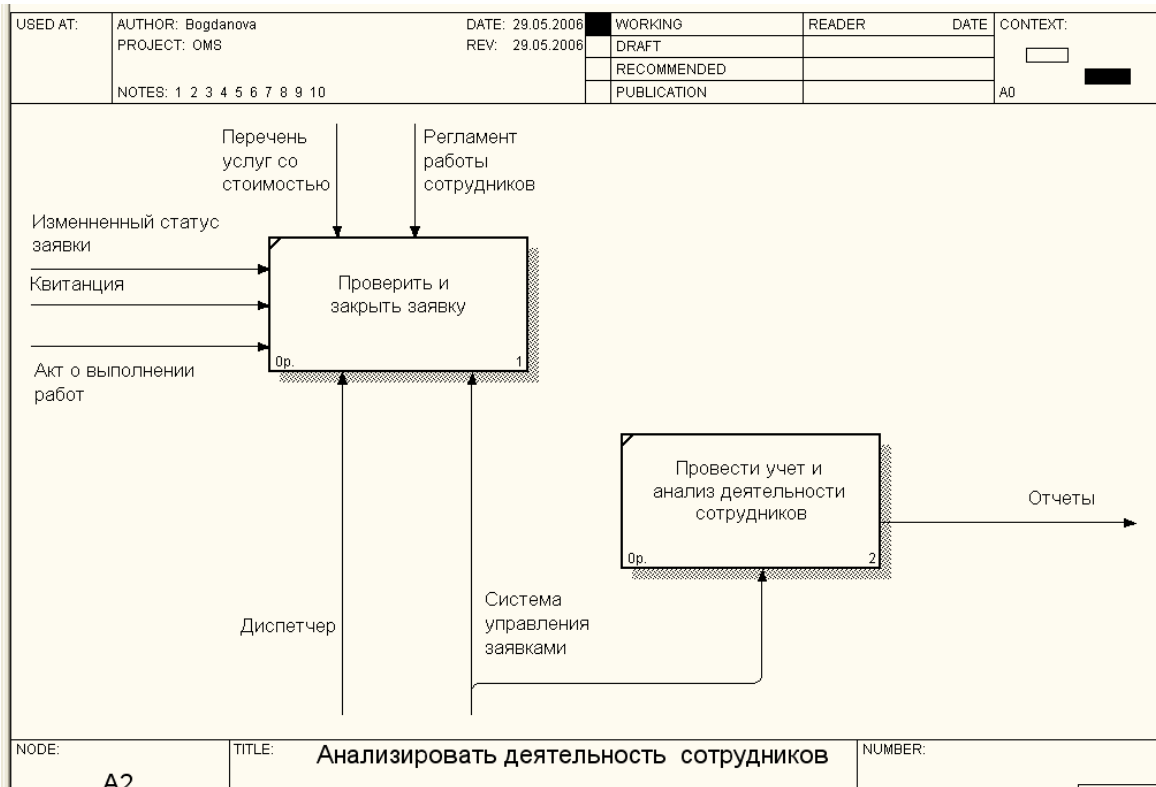 USED AT:
AUTHOR: Bogdanova
DATE: 29.05.2006
WORKING
READER
DATE
CONTEXT:
PROJECT: OMS
REV: 29.05.2006
DRAFT
RECOMMENDED
NOTES: 1 2 3 4 5 6 7 8 9 10
PUBLICATION
A0
Перечень
услуг со
стоимостью
Регламент
работы
сотрудников
Измненный статус
заявки
Квитанция
Акт о выполнении
работ
Проверить и
закрыть заявку
0р.
1
Провести учет и
анализ деятельности
сотрудников
0р.
2
Отчеты
Диспетчер
Система
управления
заявками
NODE:
A2
TITLE:
Анализировать деятельность сотрудников
NUMBER: